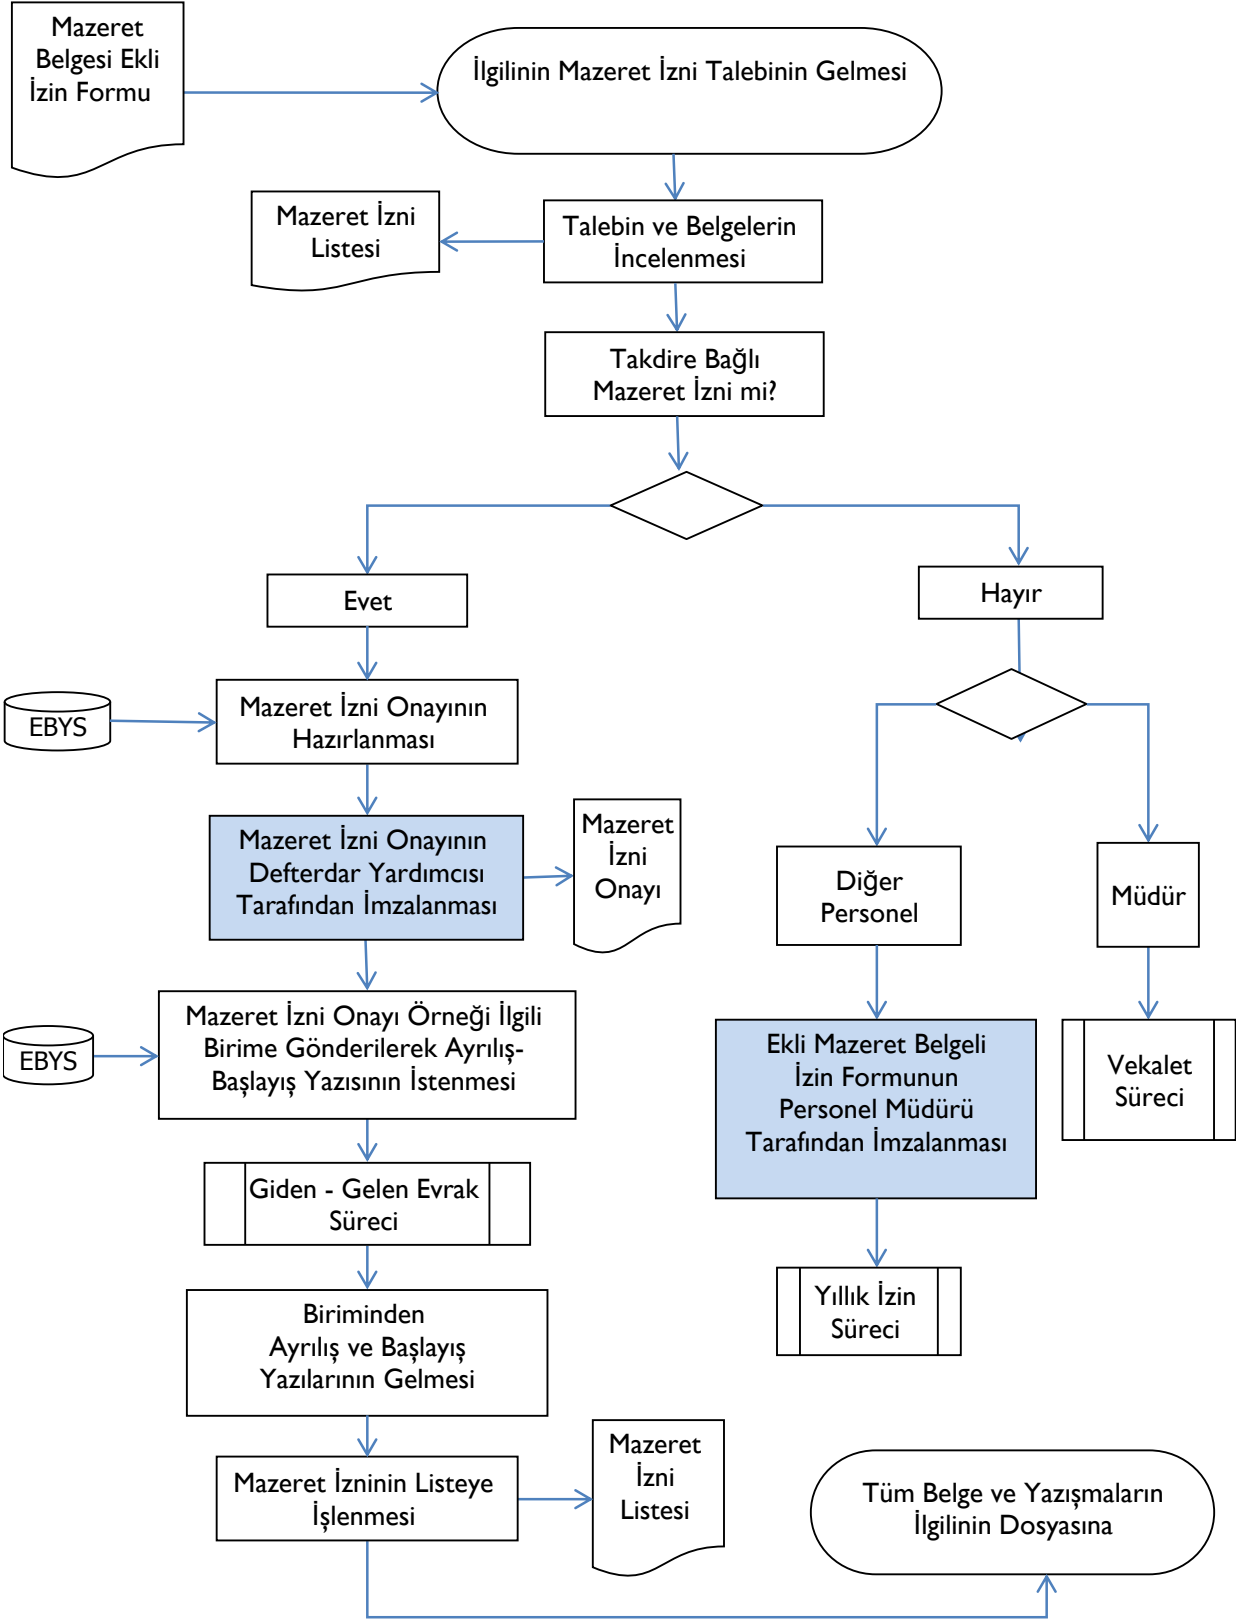 Mazeret
Belgesi Ekli
İzin Formu
İlgilinin Mazeret İzni Talebinin Gelmesi
Mazeret İzni
Listesi
Talebin ve Belgelerin
İncelenmesi
Takdire Bağlı
Mazeret İzni mi?
Evet
Hayır
EBYS
Mazeret İzni Onayının
Hazırlanması
Mazeret İzni Onayının
Defterdar Yardımcısı
Tarafından İmzalanması
Mazeret
İzni
Onayı
Diğer
Personel
Müdür
EBYS
Mazeret İzni Onayı Örneği İlgili
Birime Gönderilerek Ayrılış-
Başlayış Yazısının İstenmesi
Ekli Mazeret Belgeli
İzin Formunun
Personel Müdürü
Tarafından İmzalanması
Vekalet
Süreci
Giden - Gelen Evrak
Süreci
Yıllık İzin
Süreci
Biriminden
Ayrılış ve Başlayış
Yazılarının Gelmesi
Mazeret İzninin Listeye
İşlenmesi
Mazeret
İzni
Listesi
Tüm Belge ve Yazışmaların
İlgilinin Dosyasına